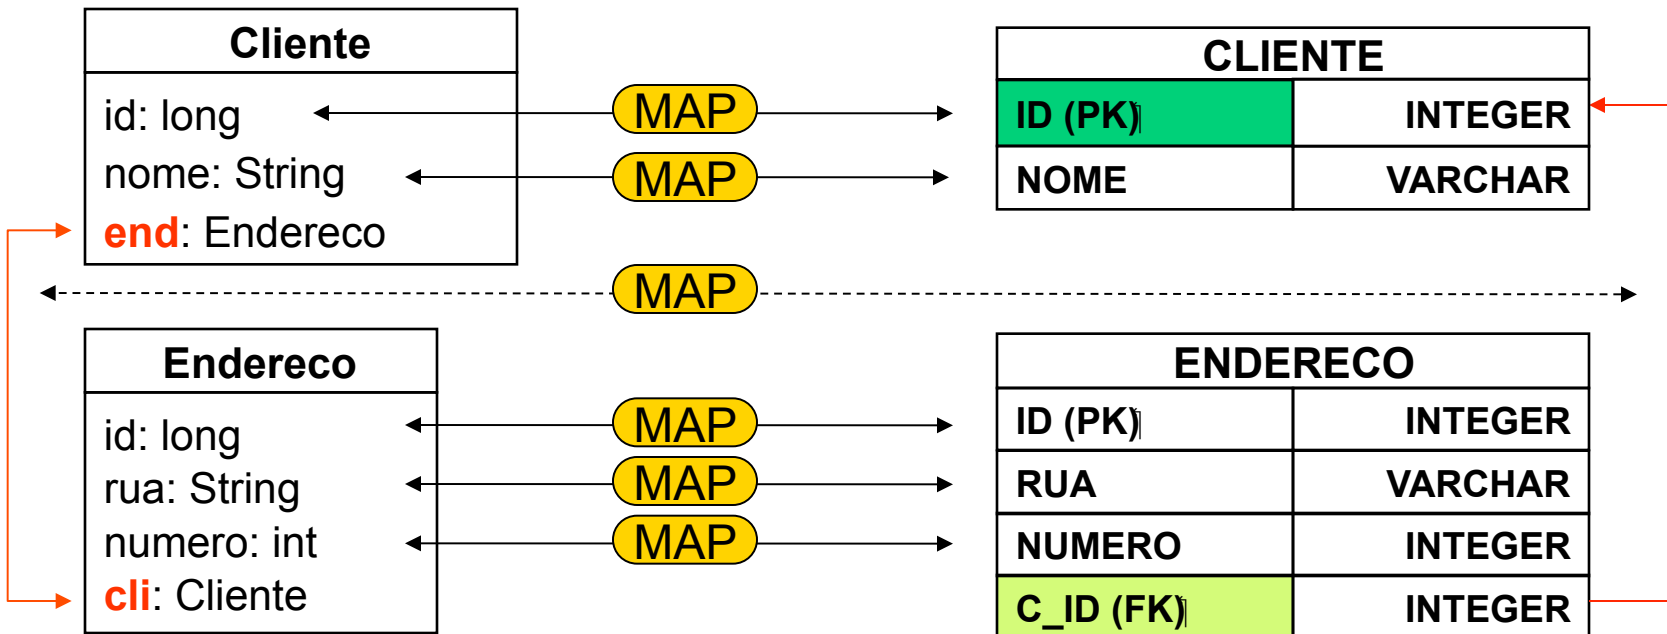 Cliente
id: long
nome: String
end: Endereco
MAP
MAP
CLIENTE
ID (PK) INTEGER
NOME VARCHAR
MAP
Endereco
id: long
rua: String
numero: int
cli: Cliente
MAP
MAP
MAP
ENDERECO
ID (PK) INTEGER
RUA VARCHAR
NUMERO INTEGER
C_ID (FK) INTEGER